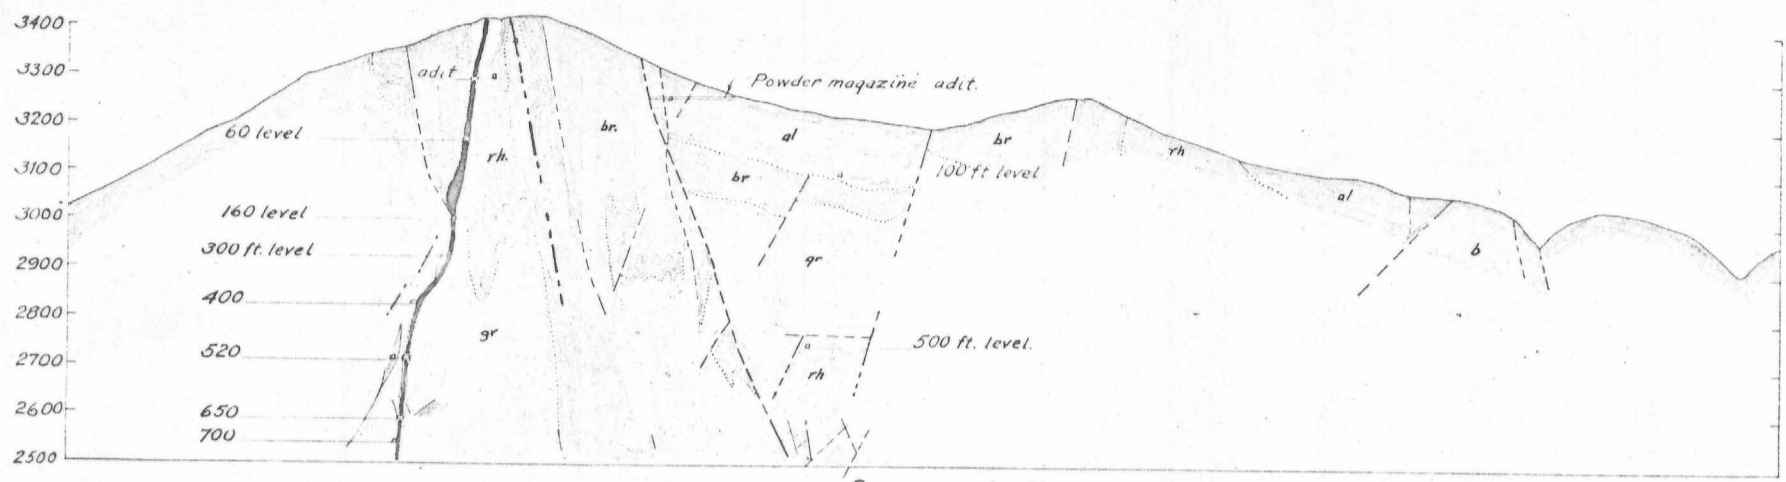 3400
3300
adit
Powder magazine adit.
3200
60 level
br.
al
br
rh.
rh
3100
br
100 ft. level
160 level
al
3000
300 ft. level
b
2900
gr
400
2800
gr
520
500 ft. level.
2700
rh
650
2600
700
2500